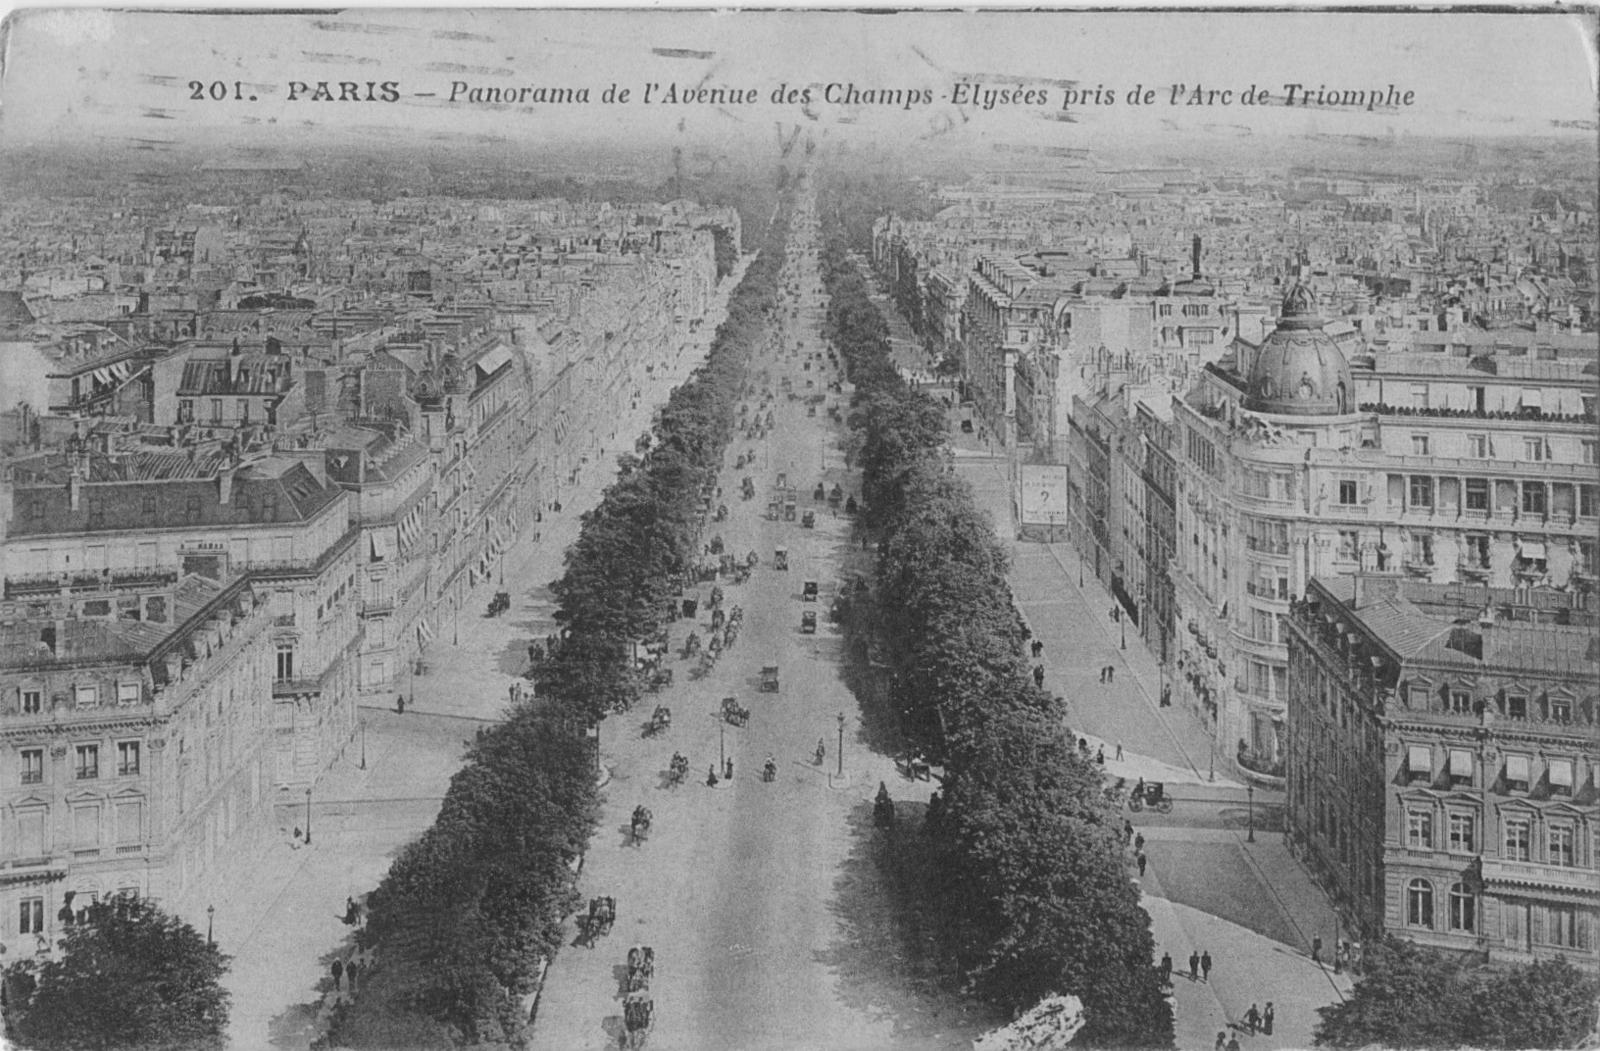 201. PARIS – Panorama de l'Avenue des Champs-Élysées pris de l'Arc de Triomphe
?